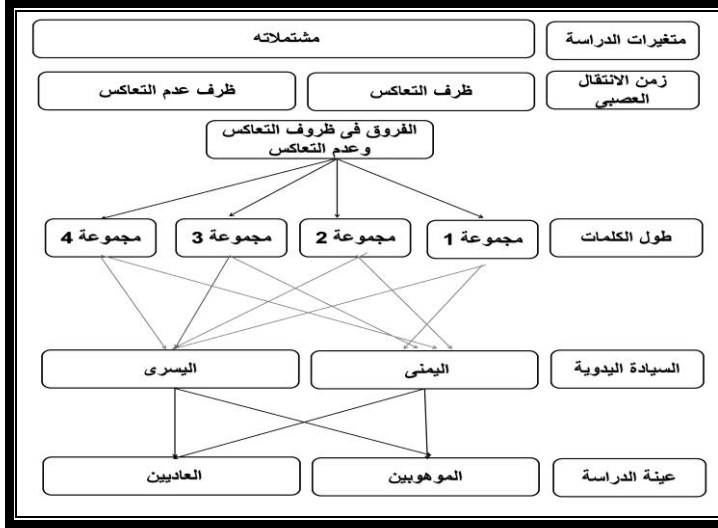 متغيرات الدراسة
مشتملاته
زمن الانتقال
العصبي
ظرف التعاكس
ظرف عدم التعاكس
الفروق فى ظروف التعاكس
وعدم التعاكس
طول الكلمات
مجموعة 1
مجموعة 2
مجموعة 3
مجموعة 4
السيادة اليدوية
اليمنى
اليسرى
عينة الدراسة
الموهوبين
العاديين